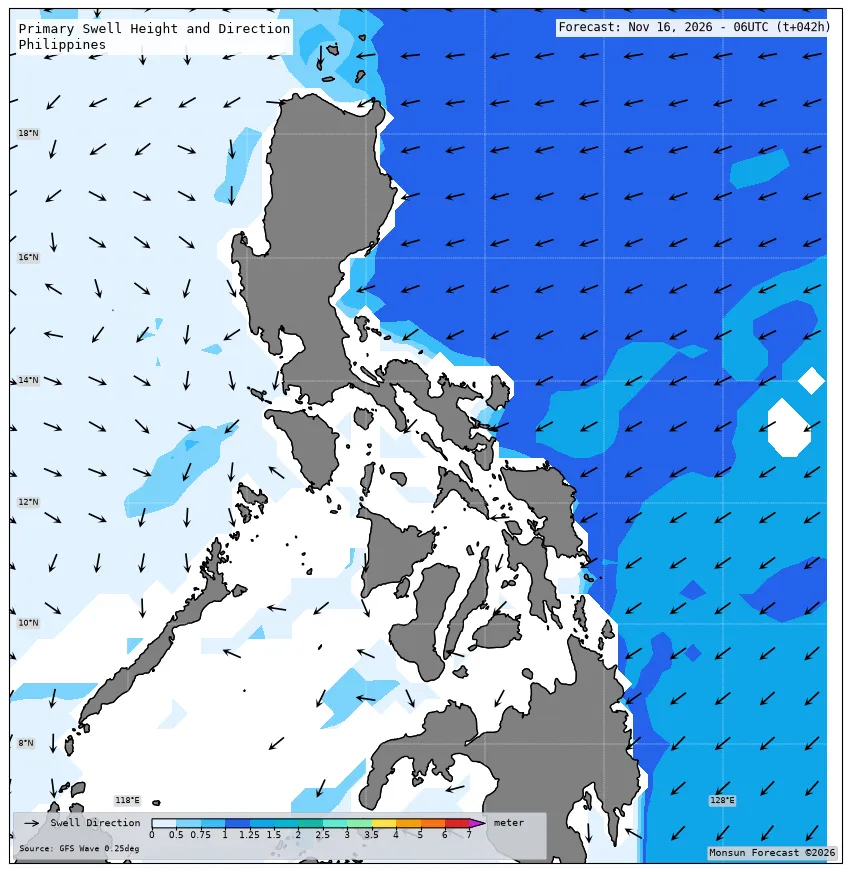 Primary Swell Height and Direction
Philippines
Forecast: Nov 16, 2026 - 06UTC (t+042h)
18°N
16°N
14°N
12°N
10°N
8°N
118°E
128°E
Swell Direction
0 0.5 0.75 1 1.25 1.5 2 2.5 3 3.5 4 5 6 7
meter
Source: GFS Wave 0.25deg
Monsun Forecast ©2026